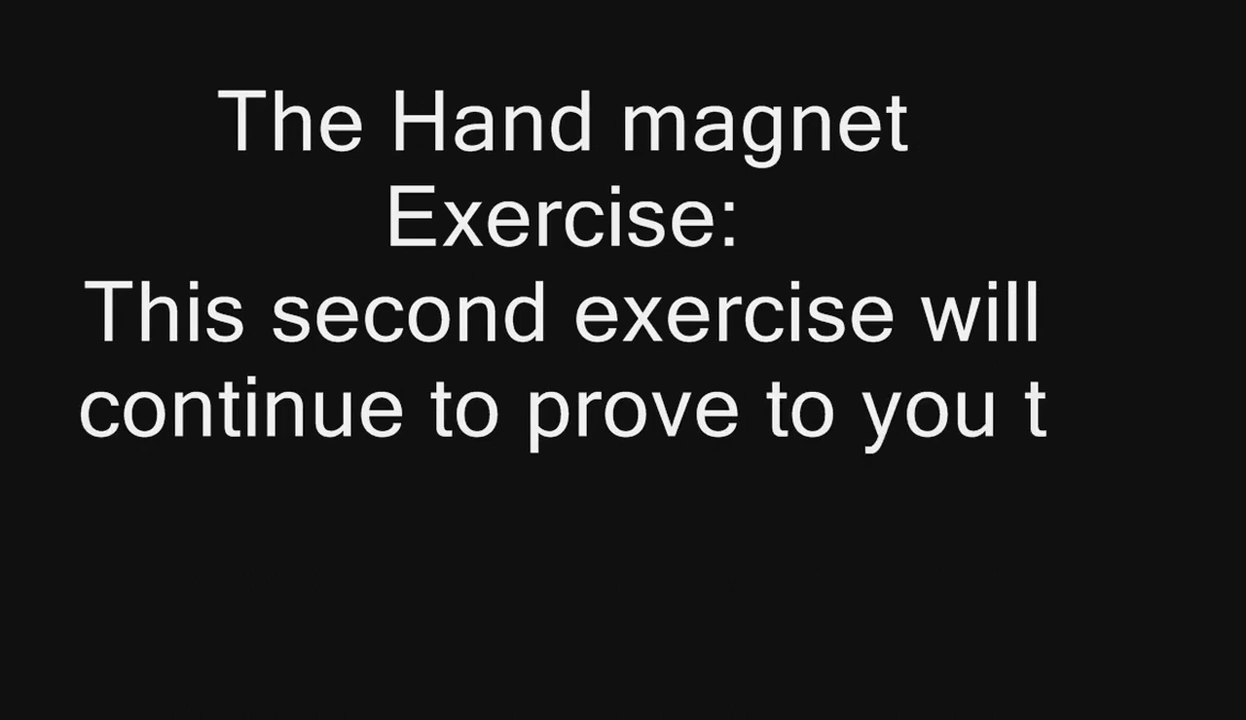 The Hand magnet
Exercise:
This second exercise will
continue to prove to you t